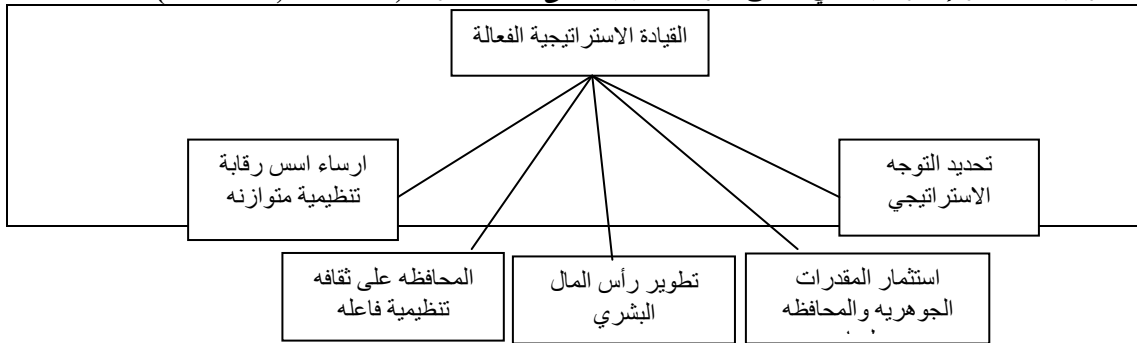 القيادة الاستراتيجية الفعالة
تحديد التوجه
الاستراتيجي
ارساء اسس رقابة
تنظيمية متوازنه
استثمار المقدرات
الجوهريه والمحافظه
تطوير رأس المال
البشري
المحافظه على ثقافه
تنظيمية فاعله